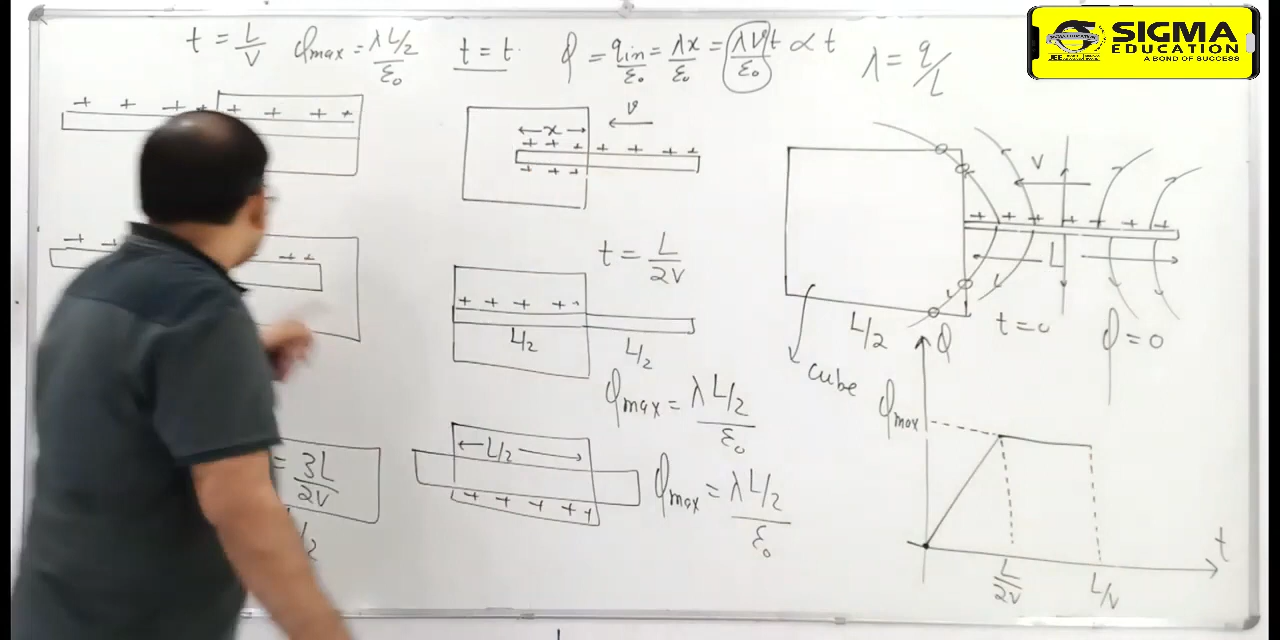 SIGMA
EDUCATION
A BOND OF SUCCESS
t = L/V φmax = λL/2/ε₀
t = t
φ = qin/ε₀ = λx/ε₀ = λvt/ε₀ ∝ t
λ = q/L
+ + + + + + +
← x → v
+ + + + + + +
+ + +
t = L/2V
+ + + + +
L/2 L/2
φmax = λL/2/ε₀
← L/2 →
+ + + + +
φmax = λL/2/ε₀
+ + + +
= 3L/2V
/2
V
+ + + + + + +
← L →
L/2
t = 0
φ = 0
cube
φ
φmax
t
L/2V
L/V